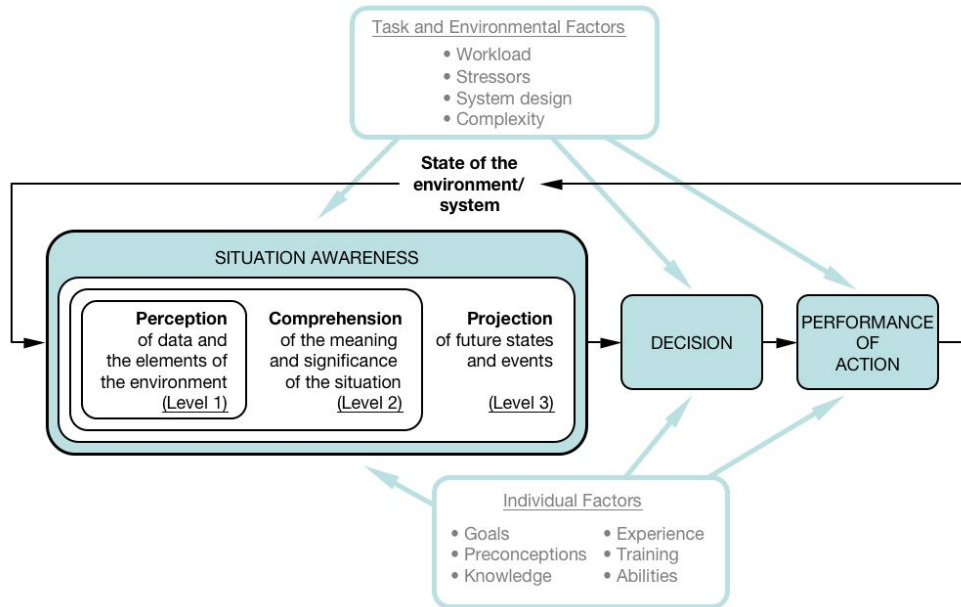 Task and Environmental Factors
• Workload
• Stressors
• System design
• Complexity
State of the
environment/
system
SITUATION AWARENESS
Perception
of data and
the elements of
the environment
(Level 1)
Comprehension
of the meaning
and significance
of the situation
(Level 2)
Projection
of future states
and events
(Level 3)
DECISION
PERFORMANCE
OF
ACTION
Individual Factors
• Goals
• Preconceptions
• Knowledge
• Experience
• Training
• Abilities